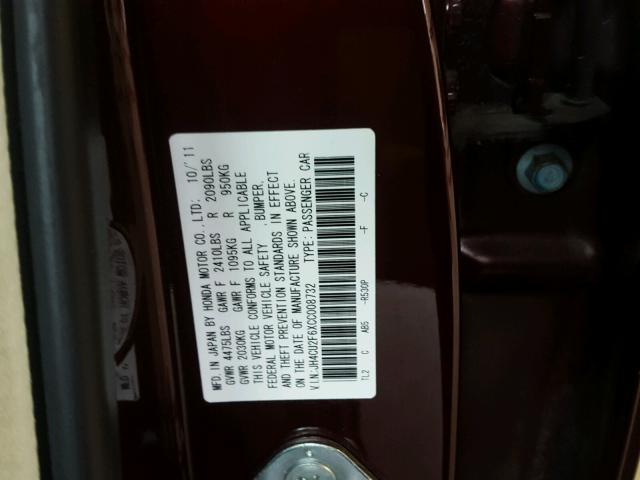 MFD. IN JAPAN BY HONDA MOTOR CO., LTD: 10/'11
GVWR 4475LBS GAWR F 2410LBS R 2090LBS
GVWR 2030KG GAWR F 1095KG R 950KG
THIS VEHICLE CONFORMS TO ALL APPLICABLE
FEDERAL MOTOR VEHICLE SAFETY ,BUMPER,
AND THEFT PREVENTION STANDARDS IN EFFECT
ON THE DATE OF MANUFACTURE SHOWN ABOVE.
V.I.N:JH4CU2F6XCC008732 TYPE: PASSENGER CAR
TL2 C AB5 -R530P -F -C